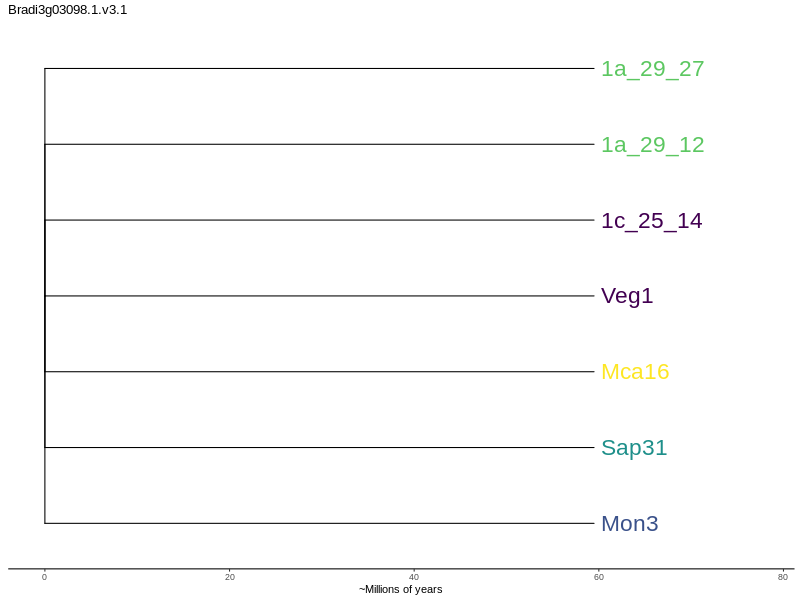 Bradi3g03098.1.v3.1
1a_29_27
1a_29_12
1c_25_14
Veg1
Mca16
Sap31
Mon3
0 20 40 60 80
~Millions of years